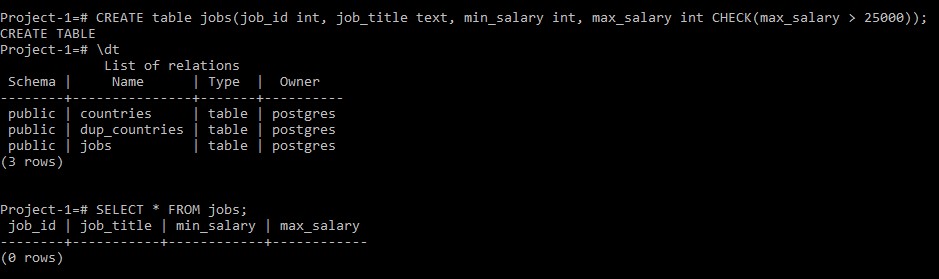 Project-1=# CREATE table jobs(job_id int, job_title text, min_salary int, max_salary int CHECK(max_salary > 25000));
CREATE TABLE
Project-1=# \dt
             List of relations
 Schema |     Name      | Type  |  Owner
--------+---------------+-------+----------
 public | countries     | table | postgres
 public | dup_countries | table | postgres
 public | jobs          | table | postgres
(3 rows)
Project-1=# SELECT * FROM jobs;
 job_id | job_title | min_salary | max_salary
--------+-----------+------------+------------
(0 rows)